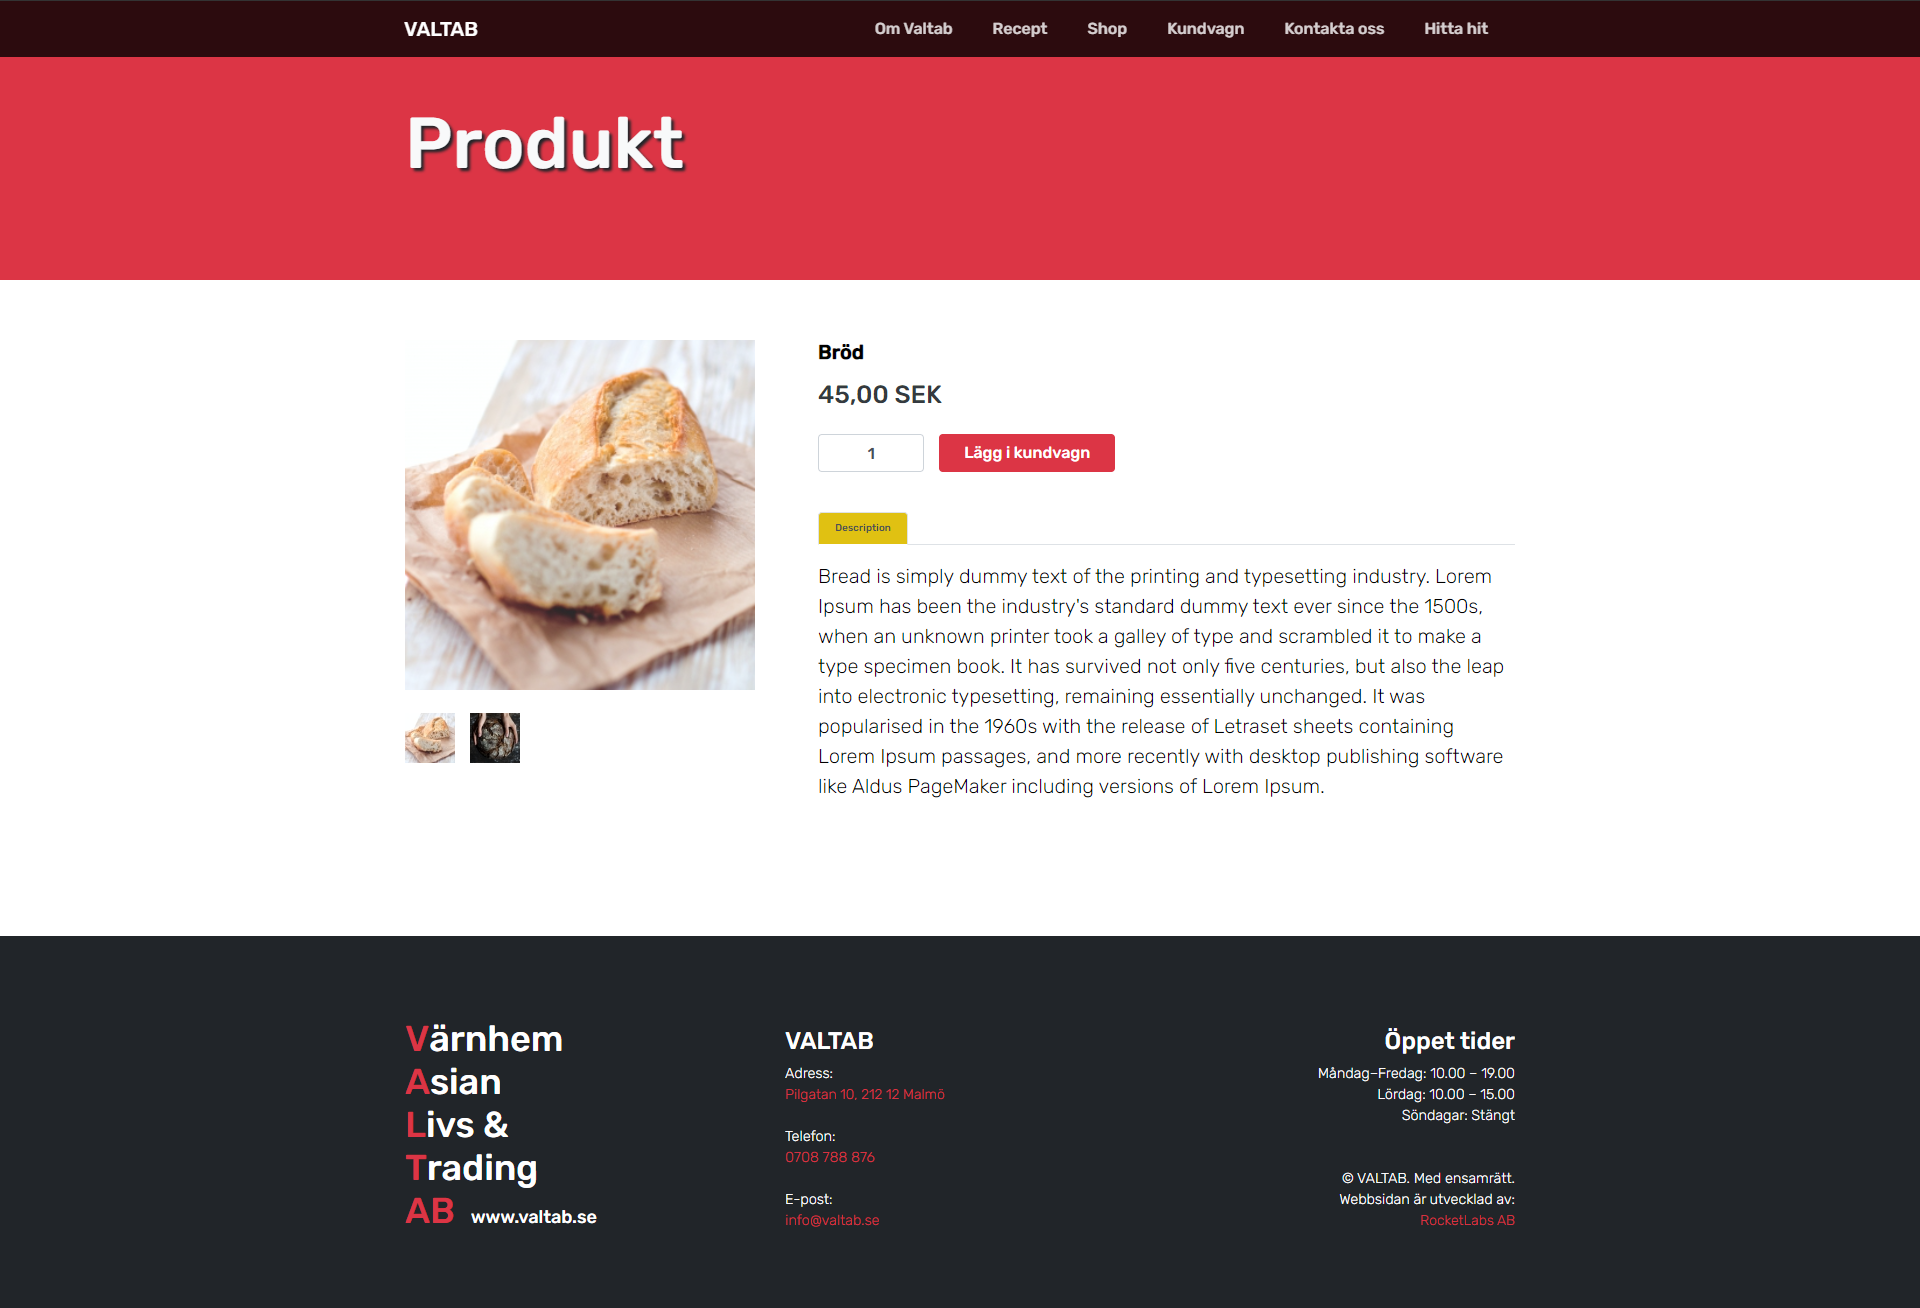 VALTAB
Om Valtab
Recept
Shop
Kundvagn
Kontakta oss
Hitta hit
Produkt
Bröd
45,00 SEK
1
Lägg i kundvagn
Description
Bread is simply dummy text of the printing and typesetting industry. Lorem
Ipsum has been the industry's standard dummy text ever since the 1500s,
when an unknown printer took a galley of type and scrambled it to make a
type specimen book. It has survived not only five centuries, but also the leap
into electronic typesetting, remaining essentially unchanged. It was
popularised in the 1960s with the release of Letraset sheets containing
Lorem Ipsum passages, and more recently with desktop publishing software
like Aldus PageMaker including versions of Lorem Ipsum.
Värnhem
Asian
Livs &
Trading
AB www.valtab.se
VALTAB
Adress:
Pilgatan 10, 212 12 Malmö
Telefon:
0708 788 876
E-post:
info@valtab.se
Öppet tider
Måndag–Fredag: 10.00 – 19.00
Lördag: 10.00 – 15.00
Söndagar: Stängt
© VALTAB. Med ensamrätt.
Webbsidan är utvecklad av:
RocketLabs AB